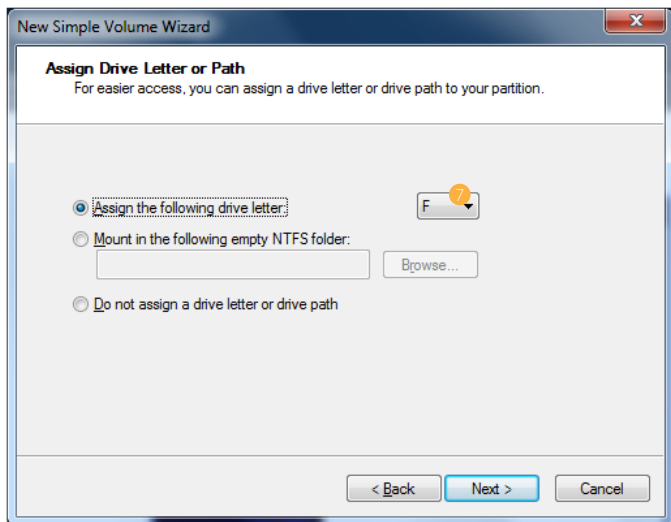 New Simple Volume Wizard
Assign Drive Letter or Path
For easier access, you can assign a drive letter or drive path to your partition.
Assign the following drive letter: F 7
Mount in the following empty NTFS folder:
Browse...
Do not assign a drive letter or drive path
< Back Next > Cancel